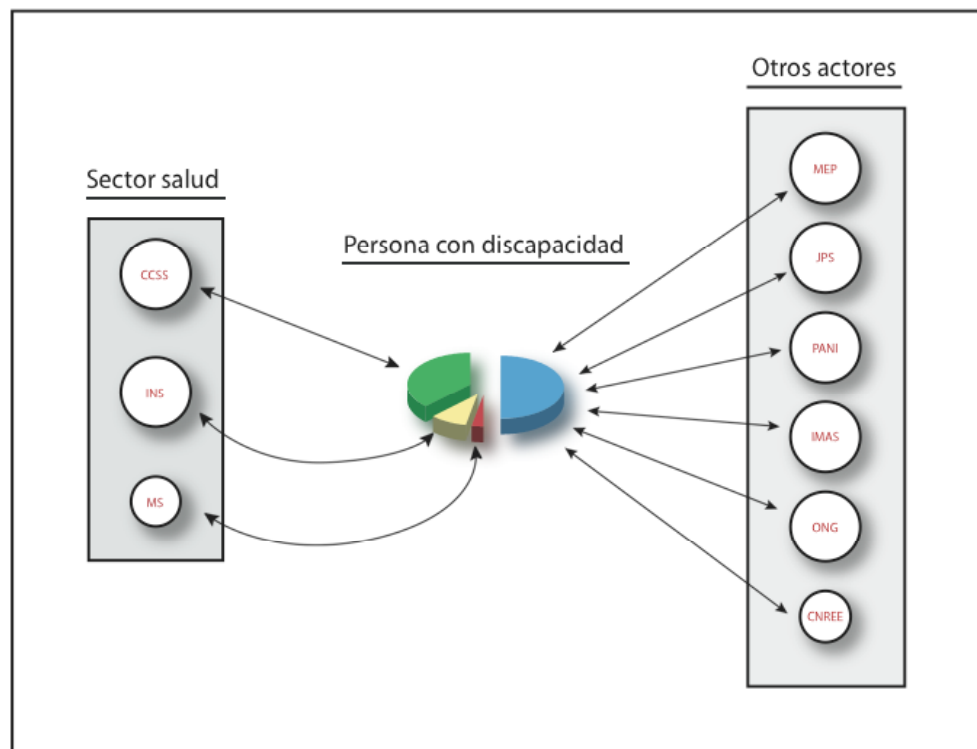 Otros actores
Sector salud
Persona con discapacidad
CCSS
INS
MS
MEP
JPS
PANI
IMAS
ONG
CNREE